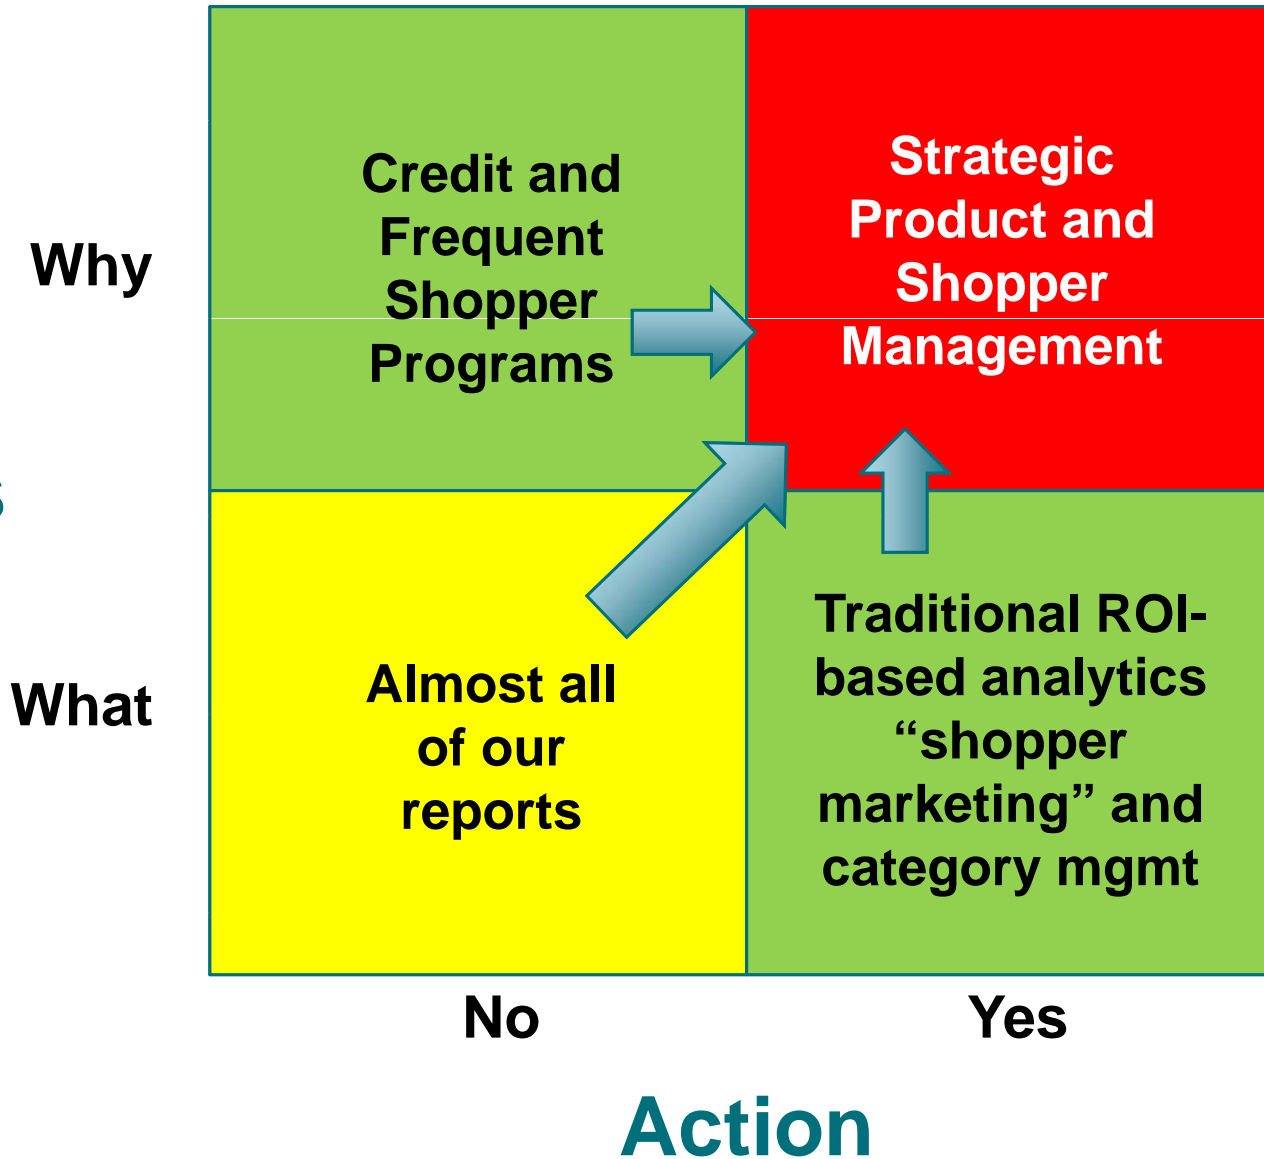 Credit and
Frequent
Shopper
Programs
Strategic
Product and
Shopper
Management
Why
Almost all
of our
reports
Traditional ROI-
based analytics
“shopper
marketing” and
category mgmt
What
No
Yes
Action